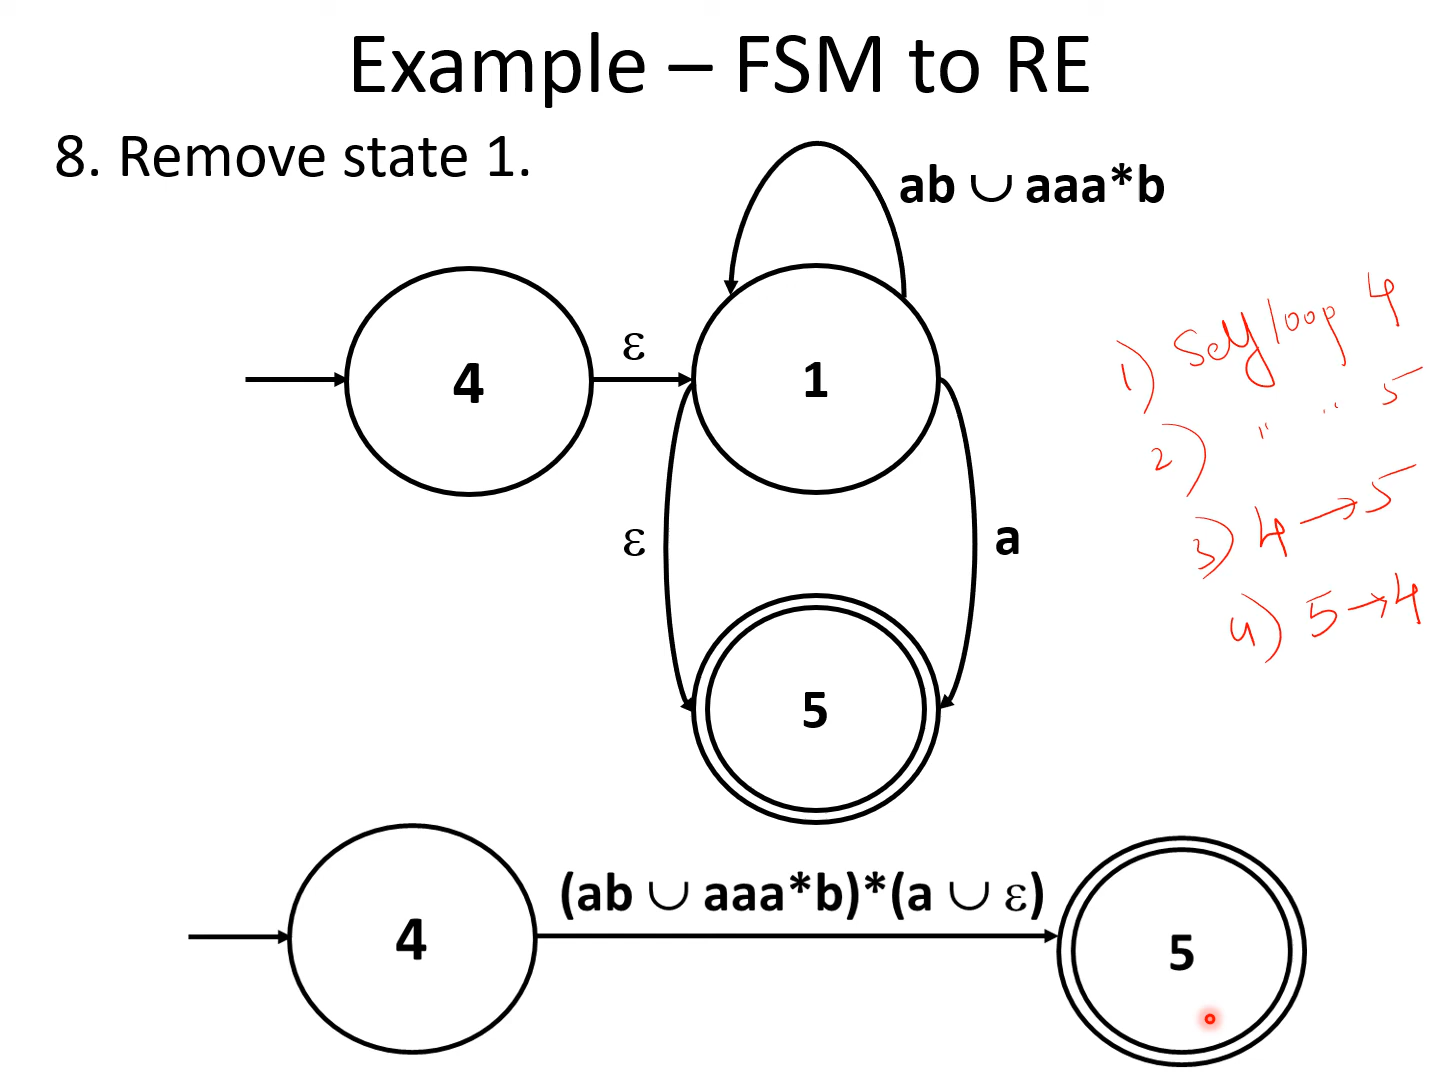 Example – FSM to RE
8. Remove state 1.
ab ∪ aaa*b
4
ε
1
ε
a
5
1) Self loop 4
2) " " 5
3) 4 → 5
4) 5 → 4
4
(ab ∪ aaa*b)*(a ∪ ε)
5